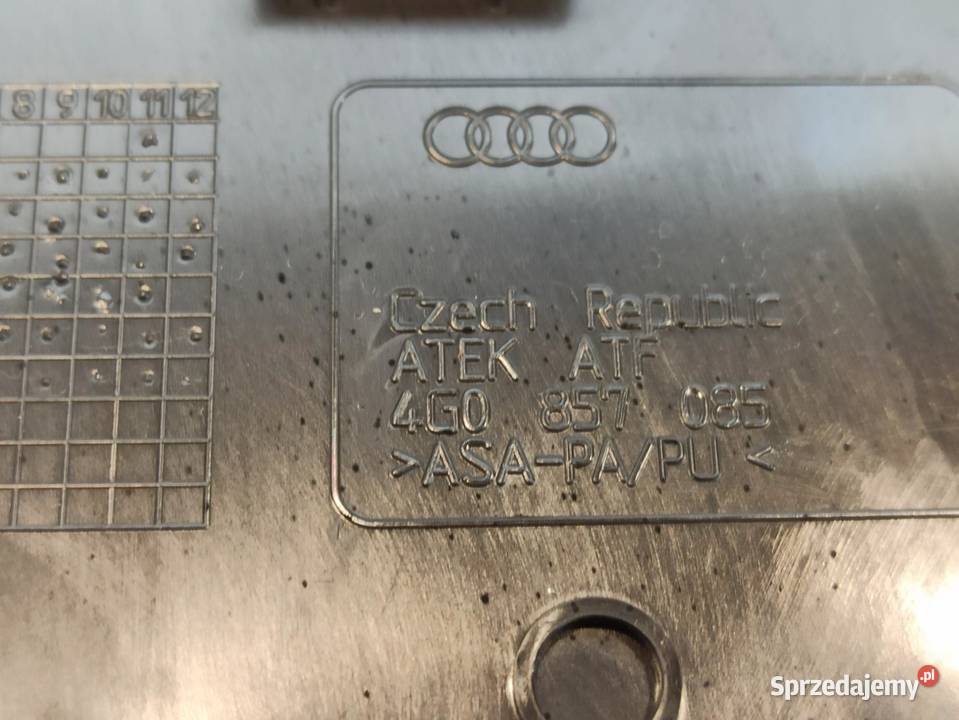 8 9 10 11 12
Czech Republic
ATEK ATF
4G0 857 085
>ASA-PA/PU<
Sprzedajemy.pl